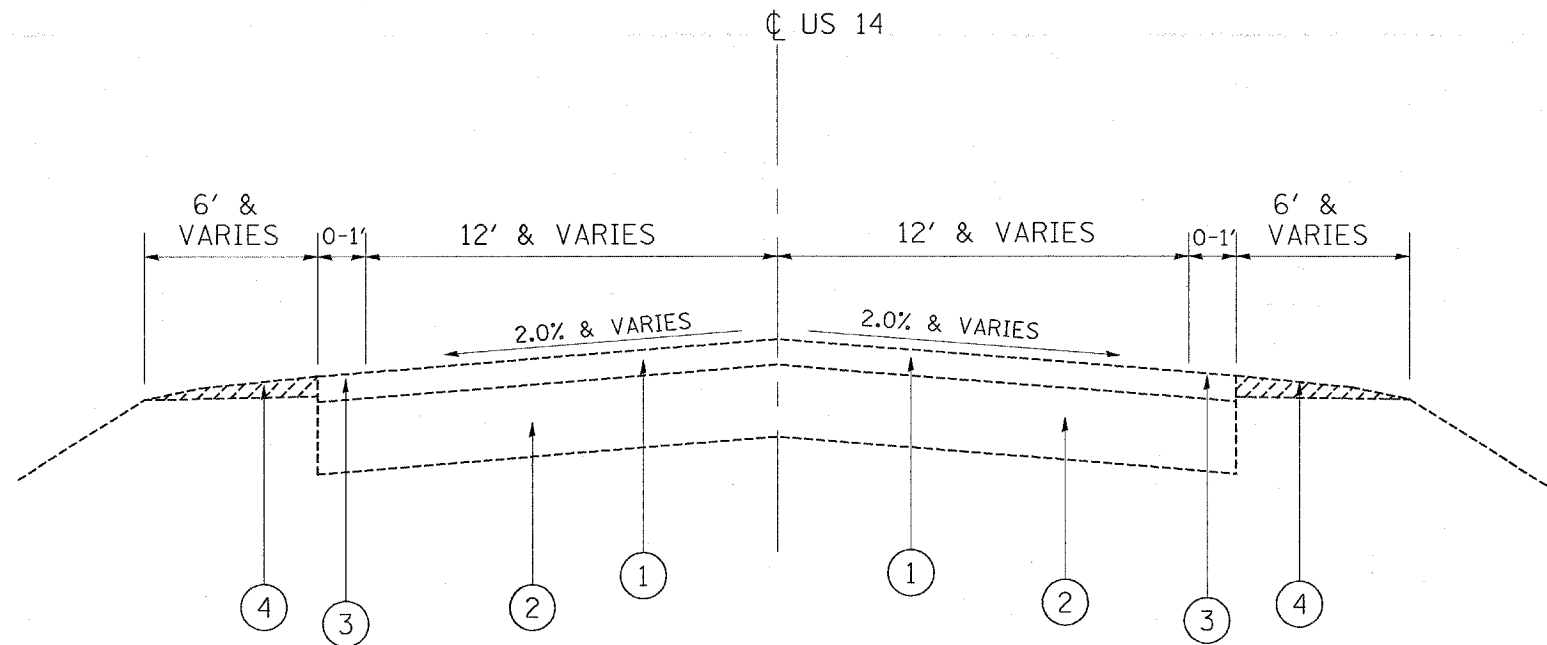 ℄ US 14
6' &
VARIES
0-1'
12' & VARIES
12' & VARIES
0-1'
6' &
VARIES
2.0% & VARIES
2.0% & VARIES
4
3
2
1
1
2
3
4